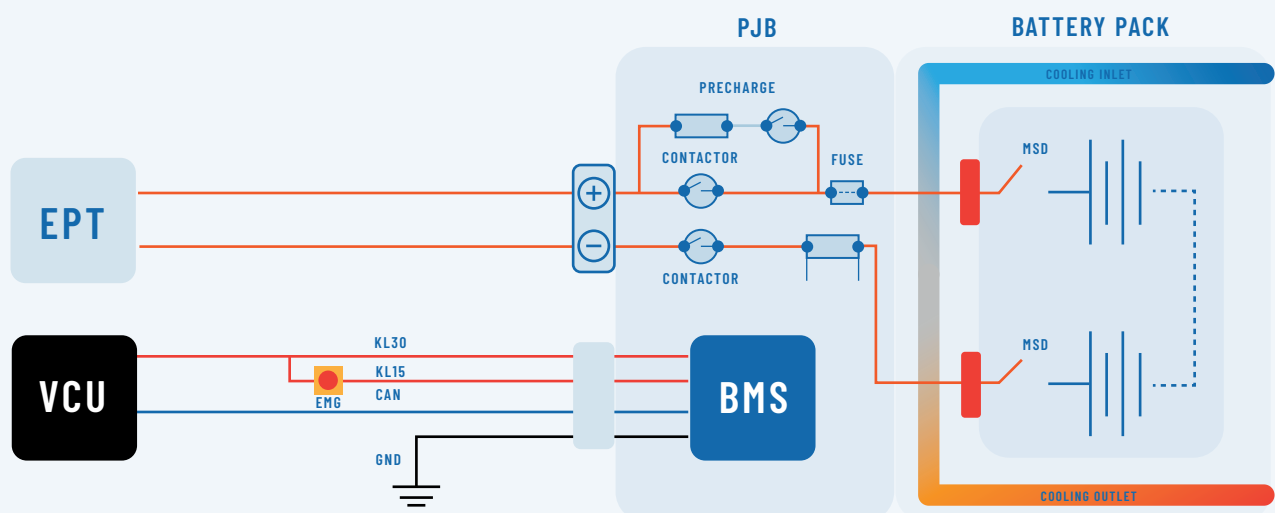 PJB
BATTERY PACK
COOLING INLET
PRECHARGE
CONTACTOR
FUSE
MSD
EPT
+
−
CONTACTOR
KL30
MSD
VCU
KL15
CAN
EMG
BMS
GND
COOLING OUTLET